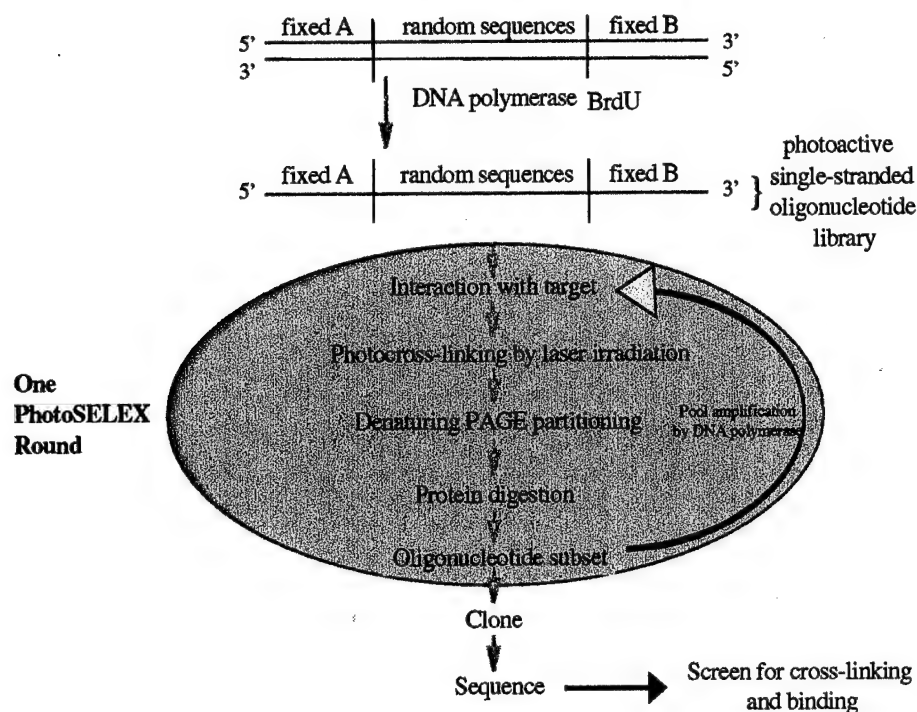 fixed A random sequences fixed B
5’ 3’
3’ 5’
DNA polymerase BrdU
fixed A random sequences fixed B
5’ 3’
photoactive
single-stranded
oligonucleotide
library
Interaction with target
Photocross-linking by laser irradiation
One
PhotoSELEX
Round
Denaturing PAGE partitioning
Pool amplification
by DNA polymerase
Protein digestion
Oligonucleotide subset
Clone
Sequence
Screen for cross-linking
and binding